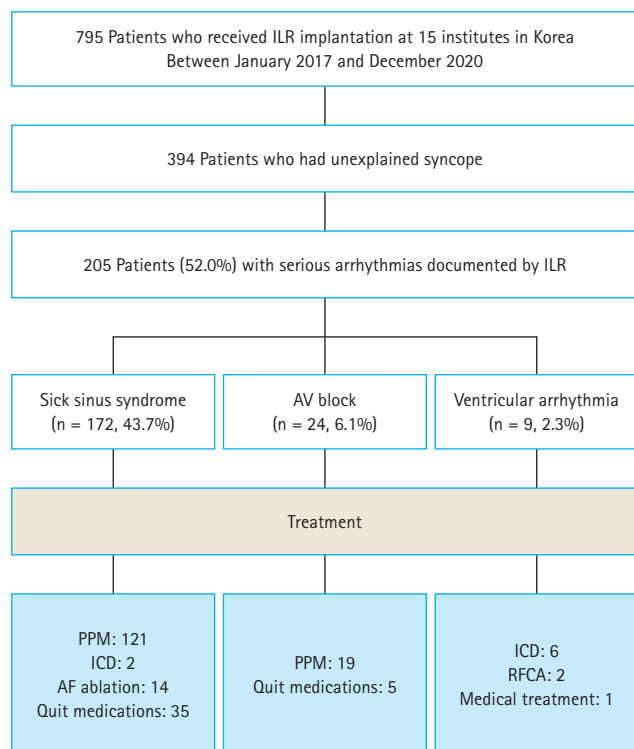 795 Patients who received ILR implantation at 15 institutes in Korea
Between January 2017 and December 2020
394 Patients who had unexplained syncope
205 Patients (52.0%) with serious arrhythmias documented by ILR
Sick sinus syndrome
(n = 172, 43.7%)
AV block
(n = 24, 6.1%)
Ventricular arrhythmia
(n = 9, 2.3%)
Treatment
PPM: 121
ICD: 2
AF ablation: 14
Quit medications: 35
PPM: 19
Quit medications: 5
ICD: 6
RFCA: 2
Medical treatment: 1